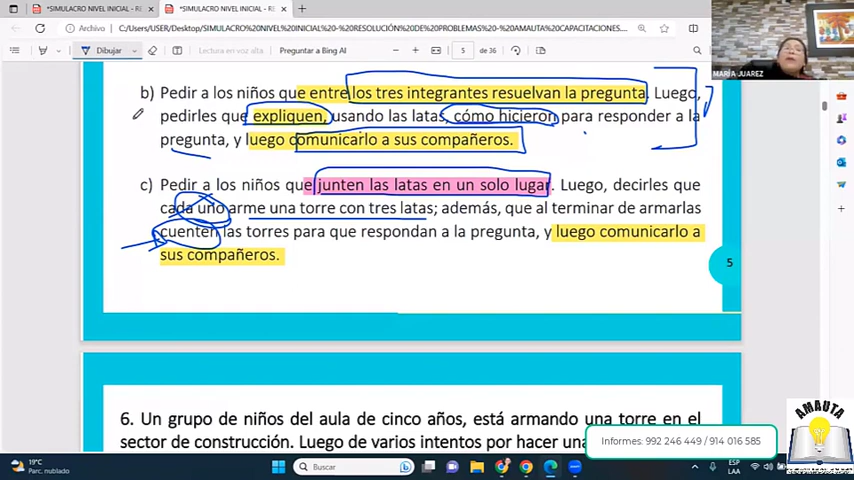 *SIMULACRO NIVEL INICIAL - RES
*SIMULACRO NIVEL INICIAL - RES
Archivo
C:/Users/USER/Desktop/SIMULACRO%20NIVEL%20INICIAL%20-%20RESOLUCIÓN%20DE%20PROBLEMAS%20-%20AMAUTA%20CAPACITACIONES....
Dibujar
Lectura en voz alta
Preguntar a Bing AI
5
de 36
MARÍA JUAREZ
b) Pedir a los niños que entre los tres integrantes resuelvan la pregunta. Luego,
pedirles que expliquen, usando las latas, cómo hicieron para responder a la
pregunta, y luego comunicarlo a sus compañeros.
c) Pedir a los niños que junten las latas en un solo lugar. Luego, decirles que
cada uno arme una torre con tres latas; además, que al terminar de armarlas
cuenten las torres para que respondan a la pregunta, y luego comunicarlo a
sus compañeros.
5
6. Un grupo de niños del aula de cinco años, está armando una torre en el
sector de construcción. Luego de varios intentos por hacer una
Informes: 992 246 449 / 914 016 585
AMAUTA
19°C
Parc. nublado
Buscar
ESP
LAA